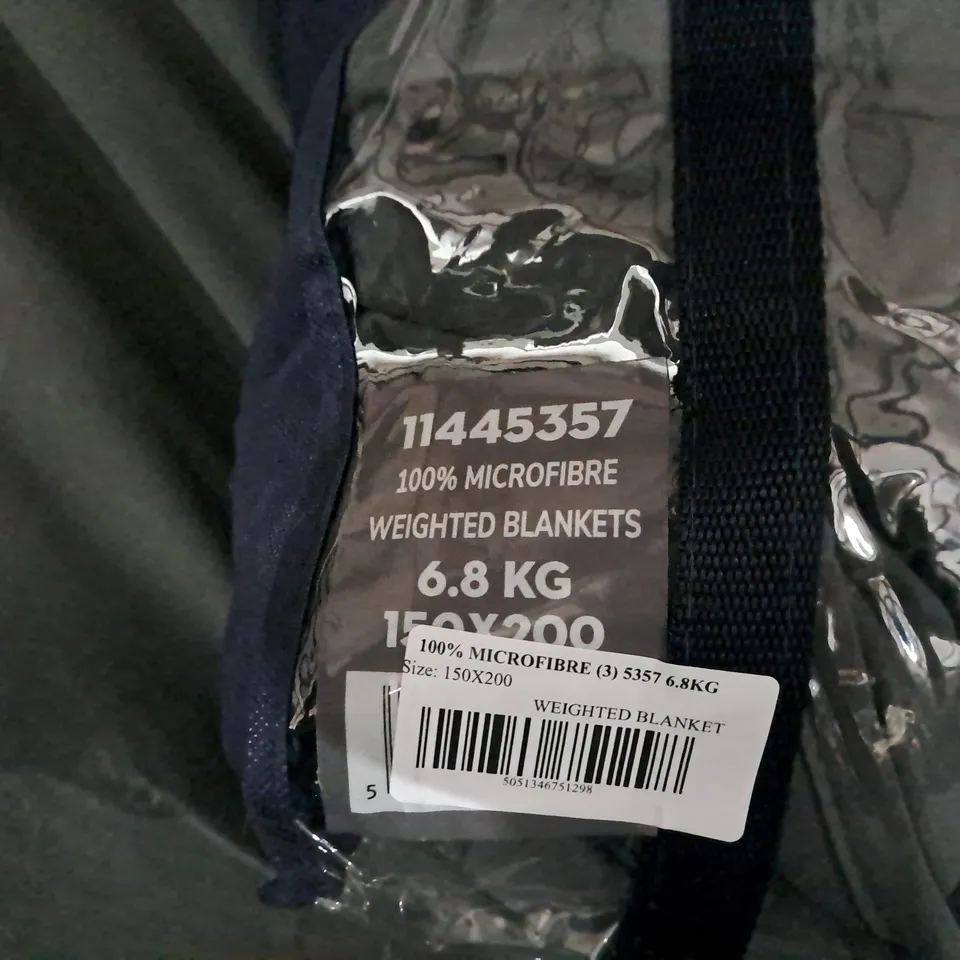 11445357
100% MICROFIBRE
WEIGHTED BLANKETS
6.8 KG
150X200
100% MICROFIBRE (3) 5357 6.8KG
Size: 150X200
WEIGHTED BLANKET
5051346751298
5